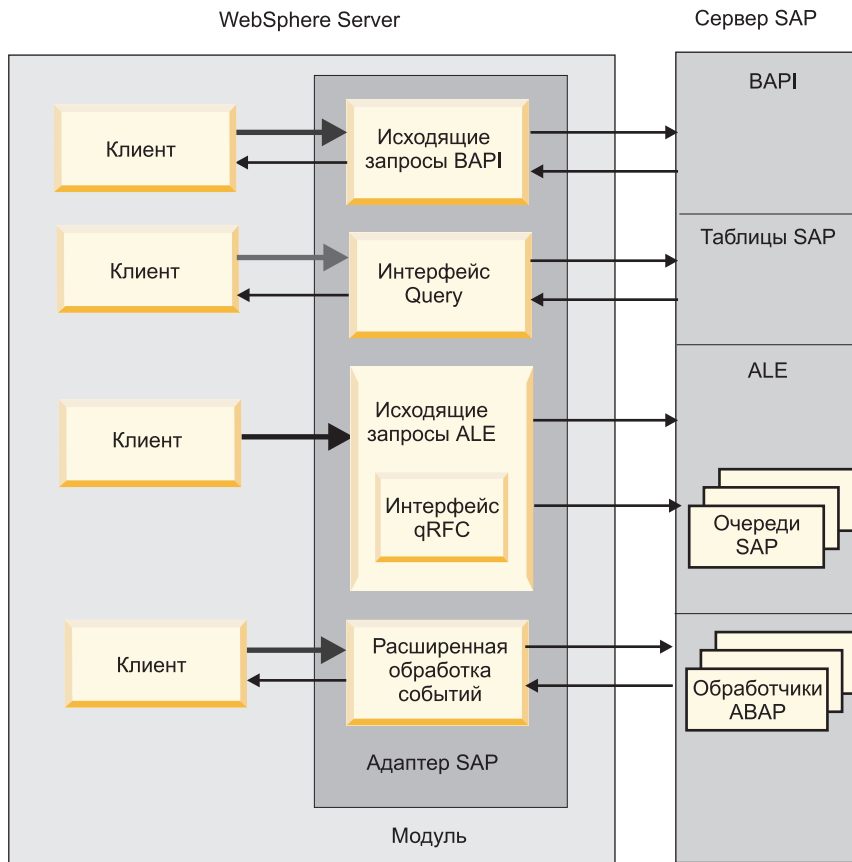 WebSphere Server
Сервер SAP
BAPI
Клиент
Исходящие
запросы BAPI
Таблицы SAP
Клиент
Интерфейс
Query
ALE
Клиент
Исходящие
запросы ALE
Интерфейс
qRFC
Очереди
SAP
Клиент
Расширенная
обработка
событий
Обработчики
ABAP
Адаптер SAP
Модуль